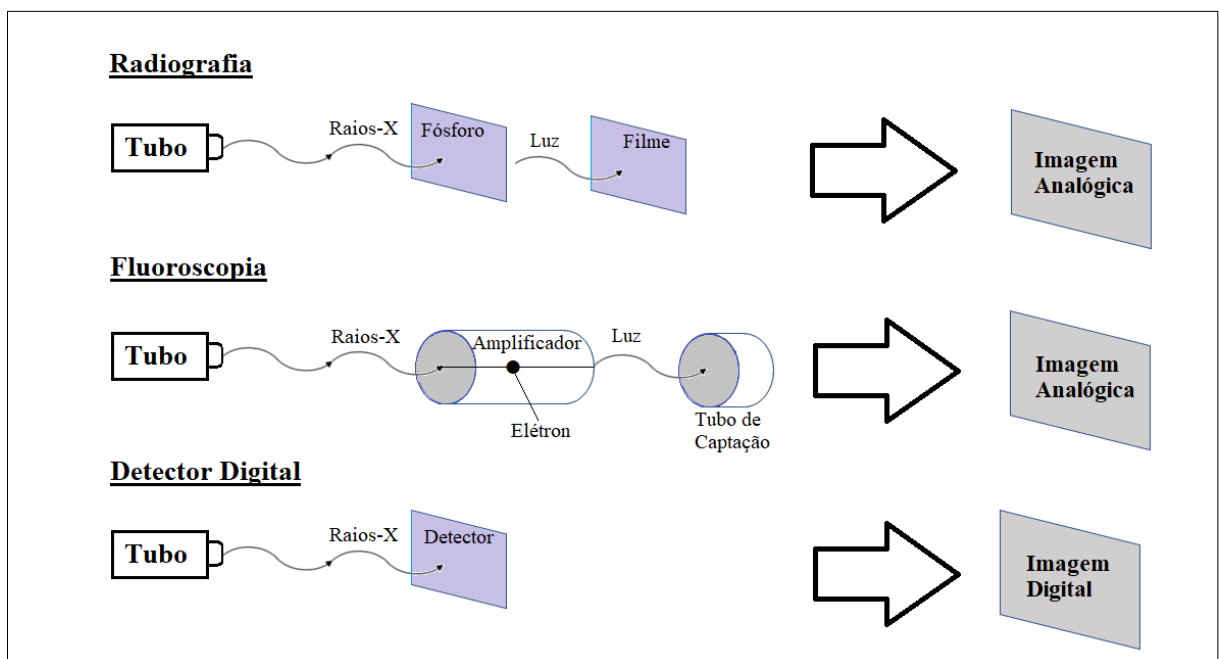 Radiografia
Tubo
Raios-X
Fósforo
Luz
Filme
Imagem
Analógica
Fluoroscopia
Tubo
Raios-X
Amplificador
Luz
Elétron
Tubo de
Captação
Imagem
Analógica
Detector Digital
Tubo
Raios-X
Detector
Imagem
Digital